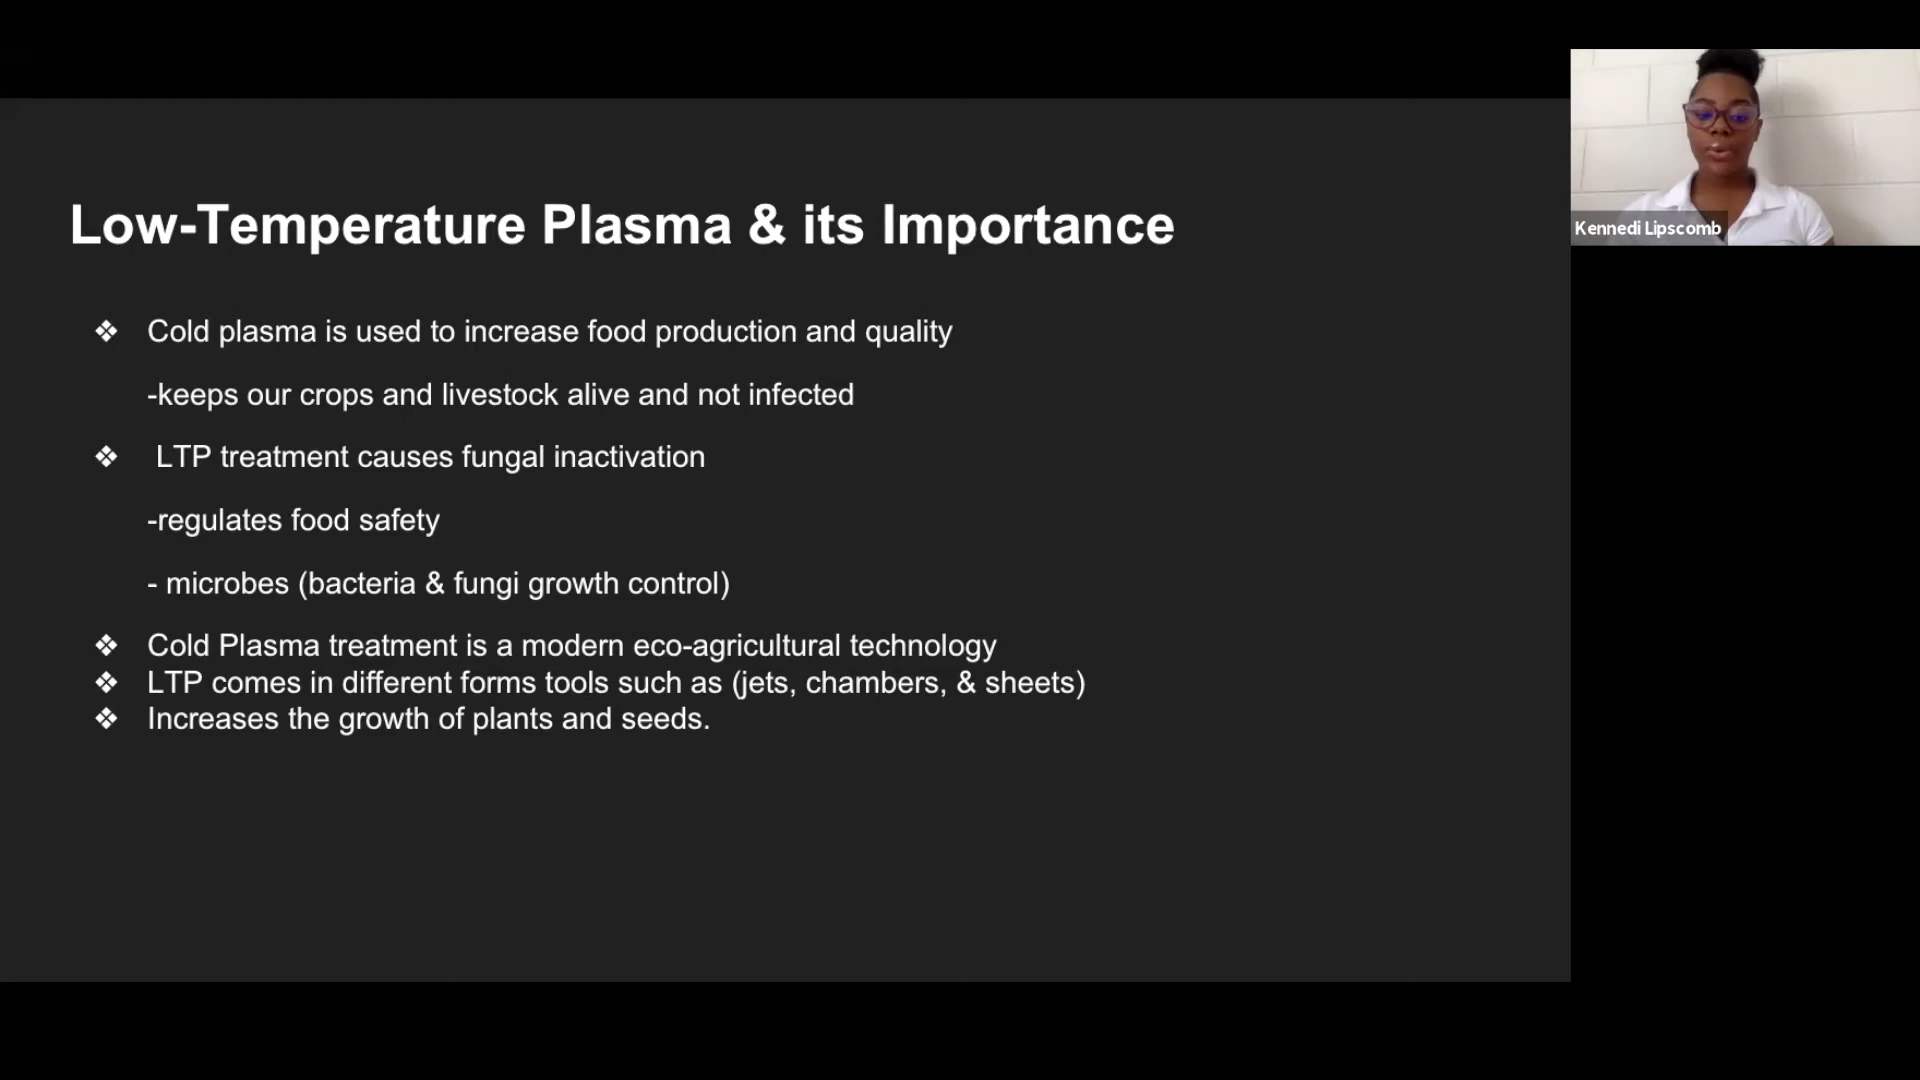 Low-Temperature Plasma & its Importance
❖ Cold plasma is used to increase food production and quality
-keeps our crops and livestock alive and not infected
❖ LTP treatment causes fungal inactivation
-regulates food safety
- microbes (bacteria & fungi growth control)
❖ Cold Plasma treatment is a modern eco-agricultural technology
❖ LTP comes in different forms tools such as (jets, chambers, & sheets)
❖ Increases the growth of plants and seeds.
Kennedi Lipscomb